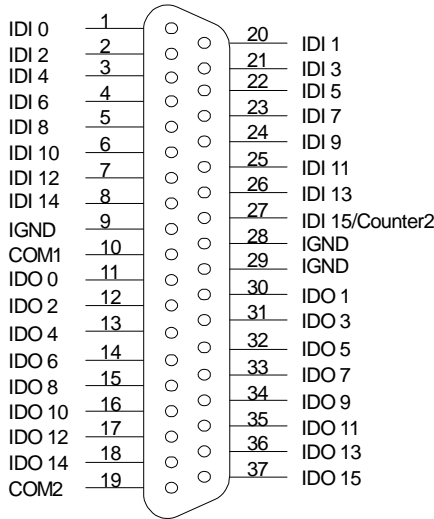 IDI 0 1
20 IDI 1
IDI 2 2
21 IDI 3
IDI 4 3
22 IDI 5
IDI 6 4
23 IDI 7
IDI 8 5
24 IDI 9
IDI 10 6
25 IDI 11
IDI 12 7
26 IDI 13
IDI 14 8
27 IDI 15/Counter2
IGND 9
28 IGND
COM1 10
29 IGND
IDO 0 11
30 IDO 1
IDO 2 12
31 IDO 3
IDO 4 13
32 IDO 5
IDO 6 14
33 IDO 7
IDO 8 15
34 IDO 9
IDO 10 16
35 IDO 11
IDO 12 17
36 IDO 13
IDO 14 18
37 IDO 15
COM2 19